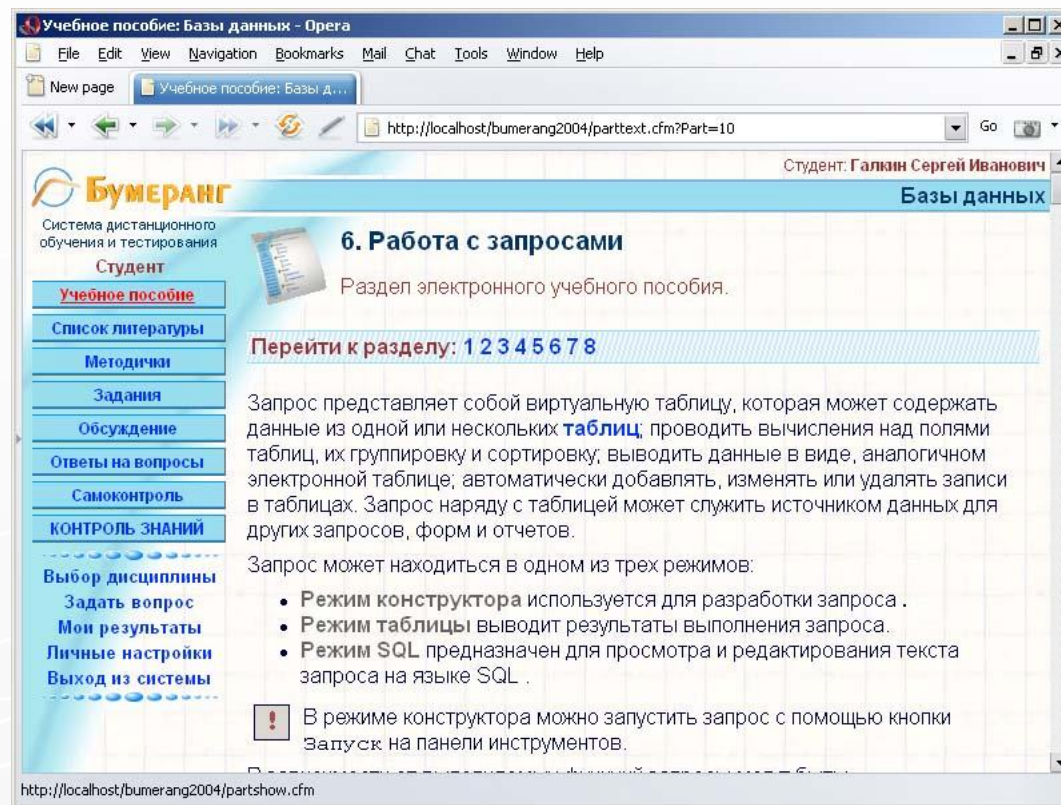 Учебное пособие: Базы данных - Opera
File Edit View Navigation Bookmarks Mail Chat Tools Window Help
New page Учебное пособие: Базы д...
http://localhost/bumerang2004/parttext.cfm?Part=10 Go
Студент: Галкин Сергей Иванович
Бумеранг
Базы данных
Система дистанционного
обучения и тестирования
Студент
Учебное пособие
Список литературы
Методички
Задания
Обсуждение
Ответы на вопросы
Самоконтроль
КОНТРОЛЬ ЗНАНИЙ
Выбор дисциплины
Задать вопрос
Мои результаты
Личные настройки
Выход из системы
6. Работа с запросами
Раздел электронного учебного пособия.
Перейти к разделу: 1 2 3 4 5 6 7 8
Запрос представляет собой виртуальную таблицу, которая может содержать
данные из одной или нескольких таблиц; проводить вычисления над полями
таблиц, их группировку и сортировку; выводить данные в виде, аналогичном
электронной таблице; автоматически добавлять, изменять или удалять записи
в таблицах. Запрос наряду с таблицей может служить источником данных для
других запросов, форм и отчетов.
Запрос может находиться в одном из трех режимов:
• Режим конструктора используется для разработки запроса .
• Режим таблицы выводит результаты выполнения запроса.
• Режим SQL предназначен для просмотра и редактирования текста
запроса на языке SQL .
! В режиме конструктора можно запустить запрос с помощью кнопки
Запуск на панели инструментов.
http://localhost/bumerang2004/partshow.cfm